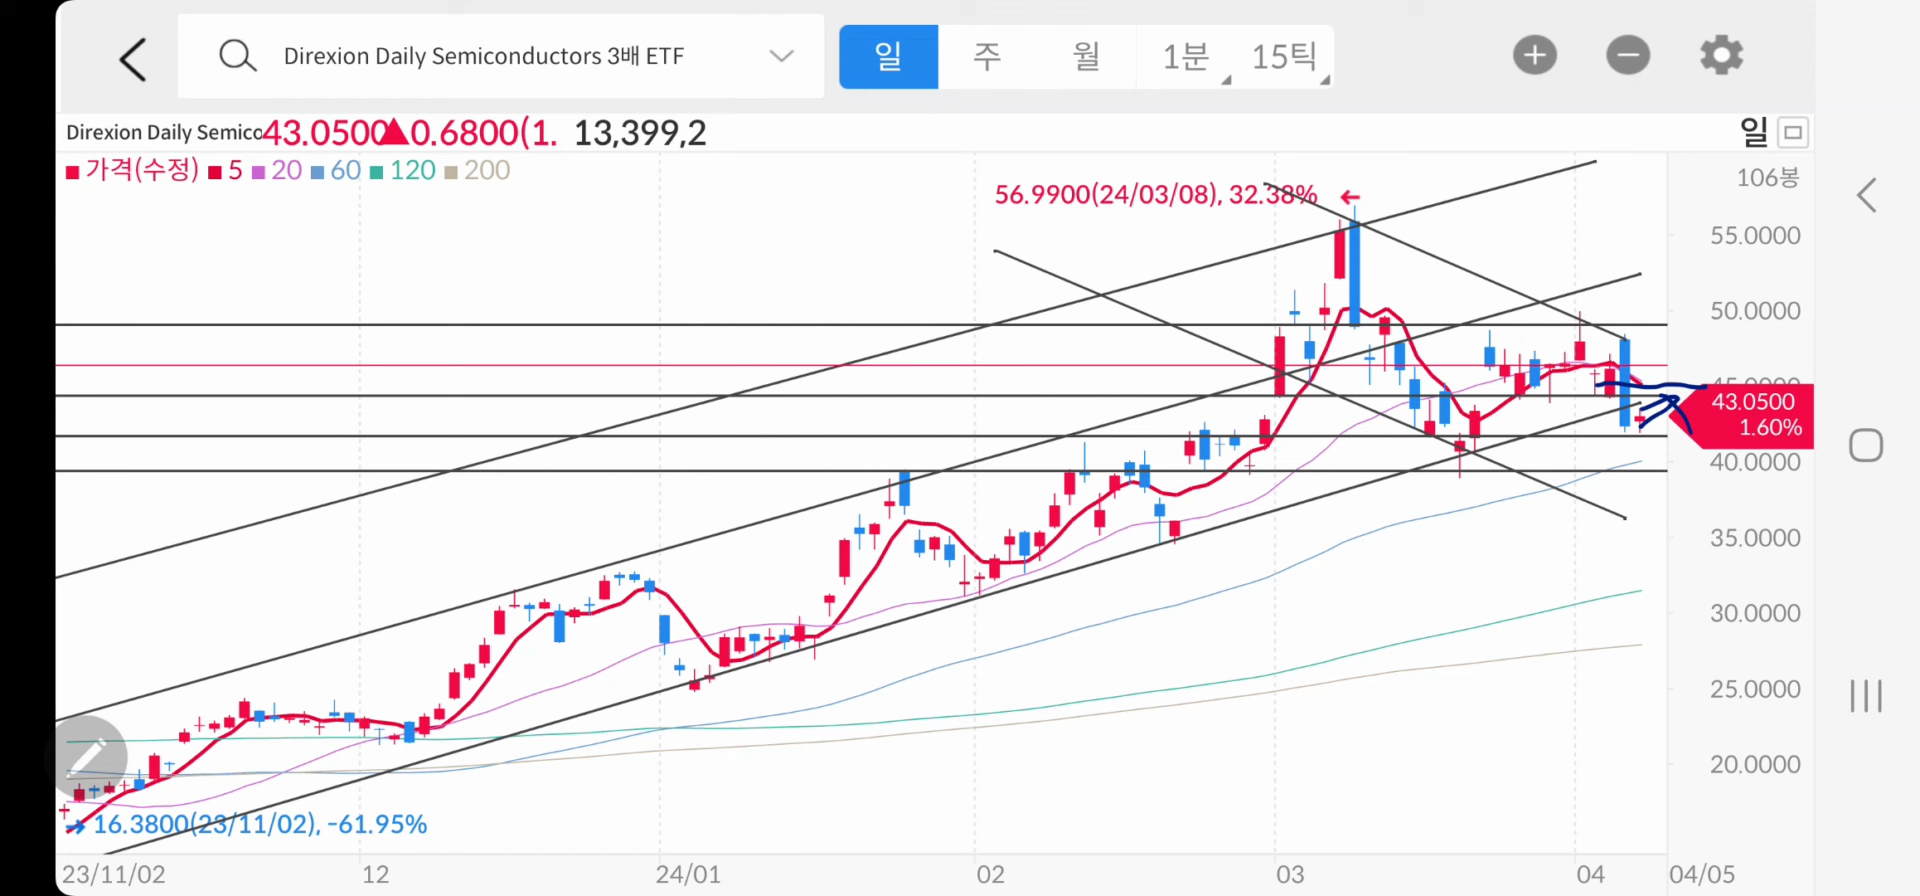 Direxion Daily Semiconductors 3배 ETF 일 주 월 1분 15틱
Direxion Daily Semico 43.0500▲0.6800(1. 13,399,2 일
가격(수정) 5 20 60 120 200
106봉
56.9900(24/03/08), 32.38%
55.0000
50.0000
43.0500
1.60%
40.0000
35.0000
30.0000
25.0000
20.0000
16.3800(23/11/02), -61.95%
23/11/02 12 24/01 02 03 04 04/05